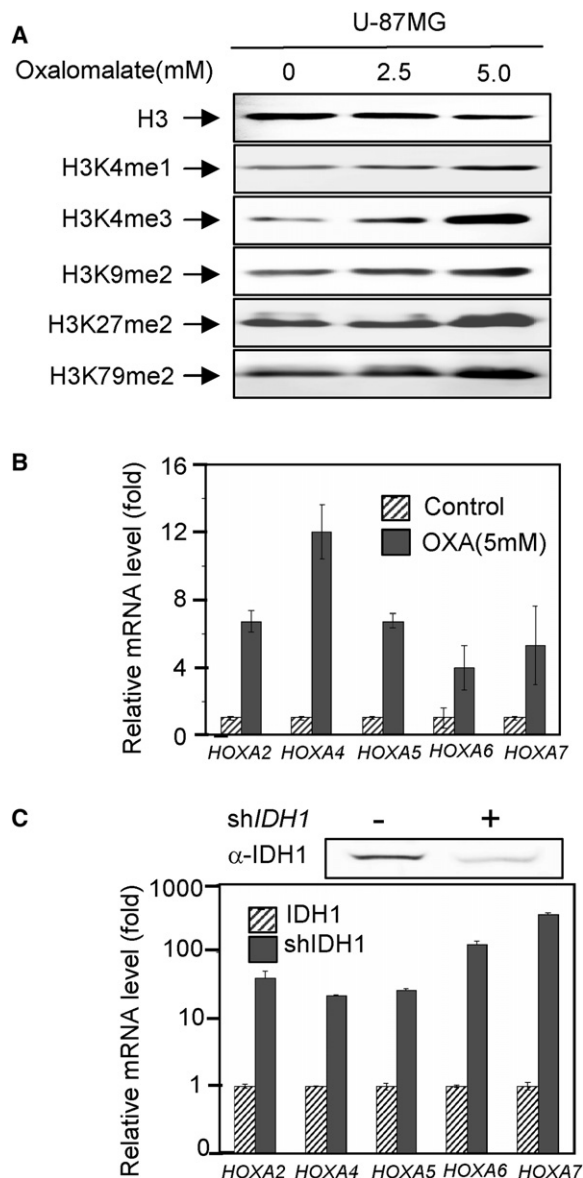 A
U-87MG
Oxalomalate(mM) 0 2.5 5.0
H3
H3K4me1
H3K4me3
H3K9me2
H3K27me2
H3K79me2
B
Relative mRNA level (fold)
16
12
8
4
0
Control
OXA(5mM)
HOXA2 HOXA4 HOXA5 HOXA6 HOXA7
C
shIDH1 - +
α-IDH1
Relative mRNA level (fold)
1000
100
10
1
0
IDH1
shIDH1
HOXA2 HOXA4 HOXA5 HOXA6 HOXA7